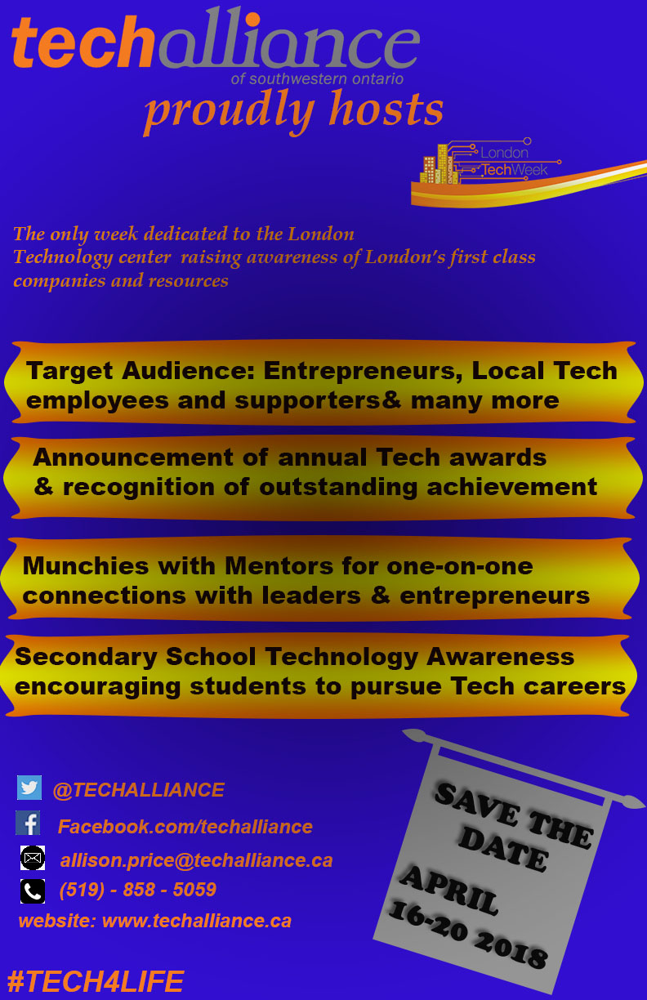 techalliance
of southwestern ontario
proudly hosts
London
TechWeek
The only week dedicated to the London
Technology center  raising awareness of London's first class
companies and resources
Target Audience: Entrepreneurs, Local Tech
employees and supporters& many more
Announcement of annual Tech awards
& recognition of outstanding achievement
Munchies with Mentors for one-on-one
connections with leaders & entrepreneurs
Secondary School Technology Awareness
encouraging students to pursue Tech careers
@TECHALLIANCE
Facebook.com/techalliance
allison.price@techalliance.ca
(519) - 858 - 5059
website: www.techalliance.ca
#TECH4LIFE
SAVE THE
DATE
APRIL
16-20 2018